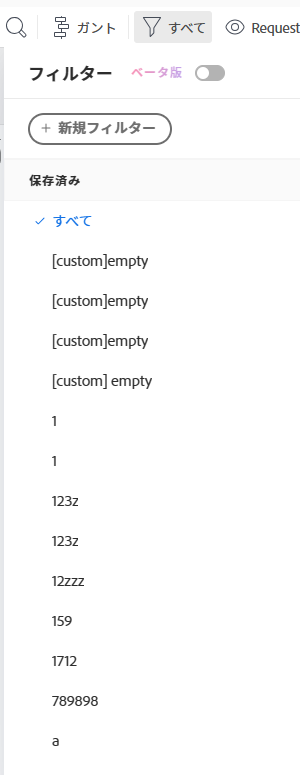 ガント すべて Request
フィルター ベータ版
+ 新規フィルター
保存済み
すべて
[custom]empty
[custom]empty
[custom]empty
[custom] empty
1
1
123z
123z
12zzz
159
1712
789898
a